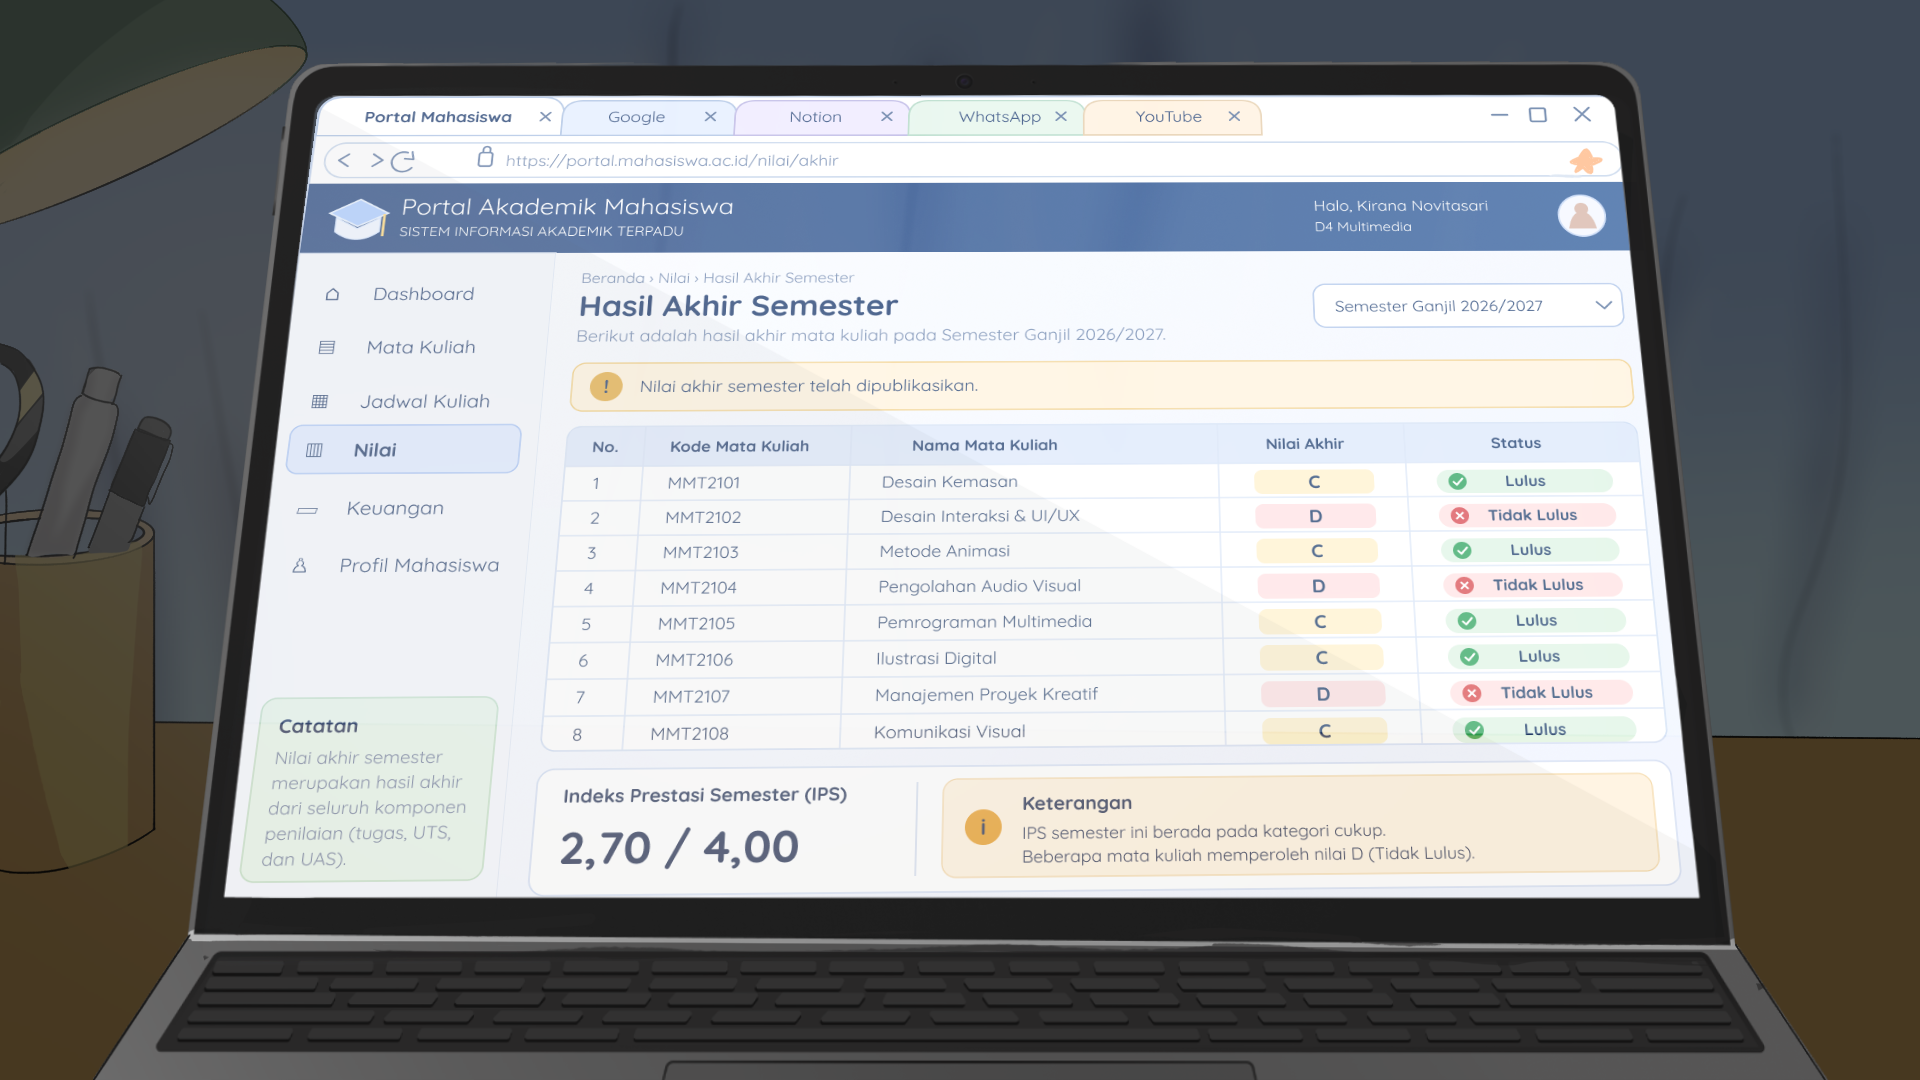 Portal Mahasiswa
Google
Notion
WhatsApp
YouTube
https://portal.mahasiswa.ac.id/nilai/akhir
Portal Akademik Mahasiswa
SISTEM INFORMASI AKADEMIK TERPADU
Halo, Kirana Novitasari
D4 Multimedia
Dashboard
Mata Kuliah
Jadwal Kuliah
Nilai
Keuangan
Profil Mahasiswa
Catatan
Nilai akhir semester
merupakan hasil akhir
dari seluruh komponen
penilaian (tugas, UTS,
dan UAS).
Beranda › Nilai › Hasil Akhir Semester
Hasil Akhir Semester
Berikut adalah hasil akhir mata kuliah pada Semester Ganjil 2026/2027.
Semester Ganjil 2026/2027
! Nilai akhir semester telah dipublikasikan.
No. Kode Mata Kuliah Nama Mata Kuliah Nilai Akhir Status
1 MMT2101 Desain Kemasan C Lulus
2 MMT2102 Desain Interaksi & UI/UX D Tidak Lulus
3 MMT2103 Metode Animasi C Lulus
4 MMT2104 Pengolahan Audio Visual D Tidak Lulus
5 MMT2105 Pemrograman Multimedia C Lulus
6 MMT2106 Ilustrasi Digital C Lulus
7 MMT2107 Manajemen Proyek Kreatif D Tidak Lulus
8 MMT2108 Komunikasi Visual C Lulus
Indeks Prestasi Semester (IPS)
2,70 / 4,00
i
Keterangan
IPS semester ini berada pada kategori cukup.
Beberapa mata kuliah memperoleh nilai D (Tidak Lulus).